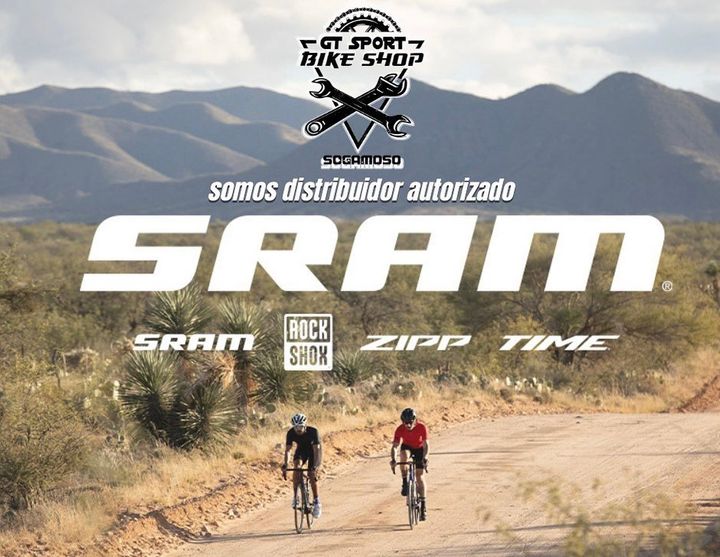 GT SPORT
BIKE SHOP
SOGAMOSO
somos distribuidor autorizado
SRAM®
SRAM ROCK SHOX ZIPP TIME